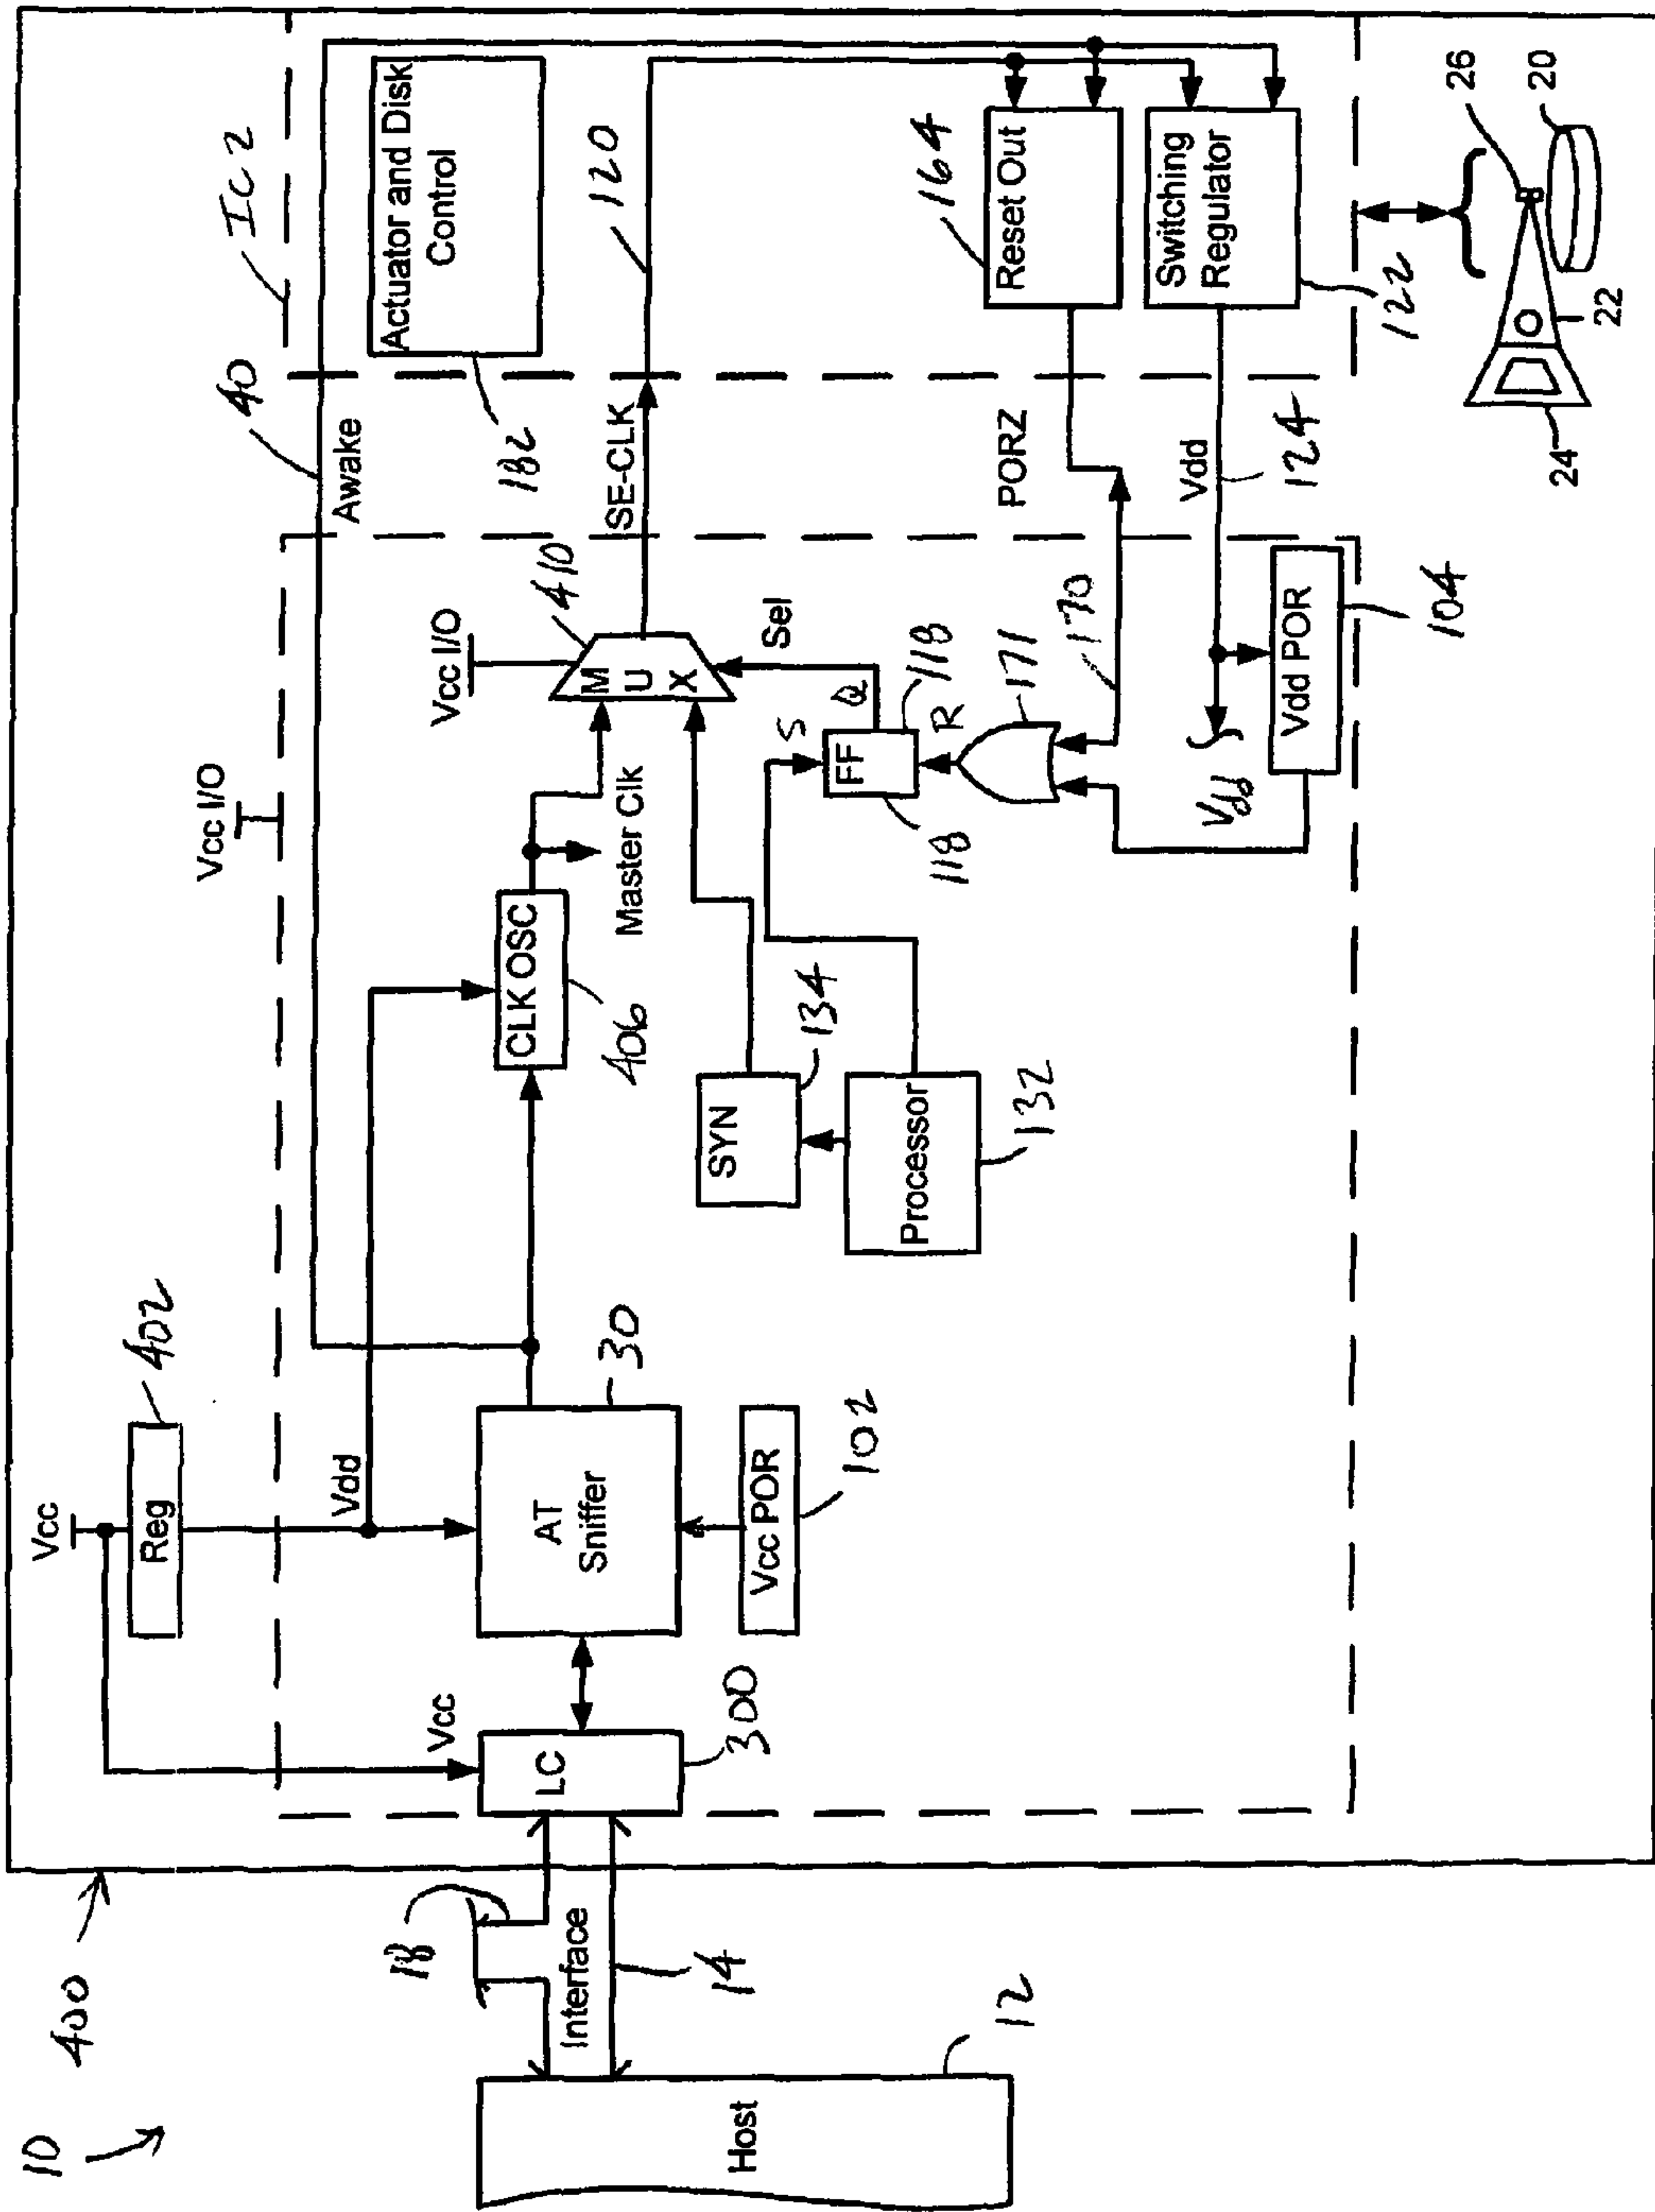 10
400
Host
12
Interface
14
18
Vcc
Reg
402
Vcc
Vdd
LC
300
AT
Sniffer
30
Vcc POR
102
Vcc I/O
Awake
40
CLK OSC
406
Master Clk
SYN
134
Processor
132
Vcc I/O
M
U
X
410
Sel
SE-CLK
S
FF
Q
118
118
R
171
170
Vdd
Vdd POR
104
PORZ
Vdd
124
IC 2
Actuator and Disk
Control
182
120
Reset Out
164
Switching
Regulator
122
26
20
22
24